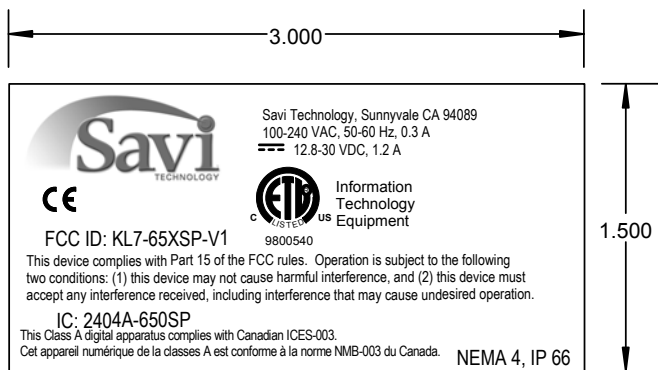 3.000
Savi
TECHNOLOGY
Savi Technology, Sunnyvale CA 94089
100-240 VAC, 50-60 Hz, 0.3 A
12.8-30 VDC, 1.2 A
CE
ETL
LISTED
C US
9800540
Information
Technology
Equipment
1.500
FCC ID: KL7-65XSP-V1
This device complies with Part 15 of the FCC rules. Operation is subject to the following
two conditions: (1) this device may not cause harmful interference, and (2) this device must
accept any interference received, including interference that may cause undesired operation.
IC: 2404A-650SP
This Class A digital apparatus complies with Canadian ICES-003.
Cet appareil numérique de la classes A est conforme à la norme NMB-003 du Canada.
NEMA 4, IP 66